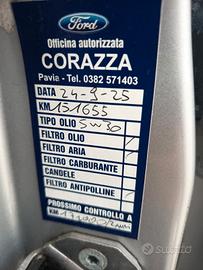 Ford
Officina autorizzata
CORAZZA
Pavia - Tel. 0382 571403
DATA 24-9-25
KM 151655
TIPO OLIO 5W30
FILTRO OLIO
FILTRO ARIA
FILTRO CARBURANTE
CANDELE
FILTRO ANTIPOLLINE
PROSSIMO CONTROLLO A
KM
subito